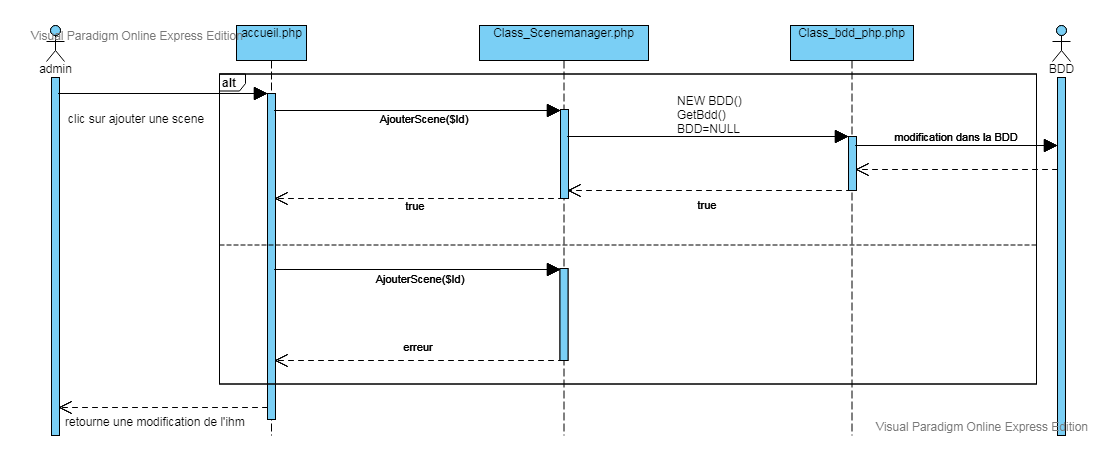 Visual Paradigm Online Express Edition
accueil.php
Class_Scenemanager.php
Class_bdd_php.php
admin
BDD
alt
clic sur ajouter une scene
AjouterScene($Id)
NEW BDD()
GetBdd()
BDD=NULL
modification dans la BDD
true
true
AjouterScene($Id)
erreur
retourne une modification de l'ihm
Visual Paradigm Online Express Edition